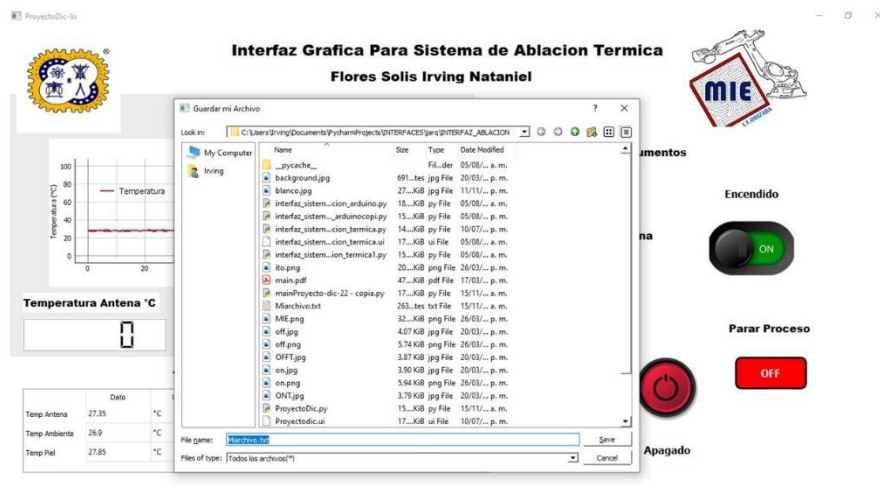 ProyectoDic-Iis
Interfaz Grafica Para Sistema de Ablacion Termica
Flores Solis Irving Nataniel
MIE
I.T. ORIZABA
Guardar mi Archivo
? X
Look in: C:\Users\Irving\Documents\PycharmProjects\INTERFACES\jarq\INTERFAZ_ABLACION
My Computer
Irving
Name Size Type Date Modified
__pycache__ Fil...der 05/08/... a. m.
background.jpg 691...tes jpg File 20/03/... p. m.
blanco.jpg 27...KiB jpg File 11/11/... p. m.
interfaz_sistem...cion_arduino.py 18...KiB py File 05/08/... a. m.
interfaz_sistem..._arduinocopi.py 15...KiB py File 05/08/... a. m.
interfaz_sistem...cion_termica.py 14...KiB py File 10/07/... p. m.
interfaz_sistem...cion_termica.ui 17...KiB ui File 05/08/... a. m.
interfaz_sistem...ion_termica1.py 15...KiB py File 05/08/... a. m.
ito.png 20...KiB png File 26/03/... p. m.
main.pdf 47...KiB pdf File 17/03/... p. m.
mainProyecto-dic-22 - copia.py 17...KiB py File 15/11/... a. m.
Miarchivo.txt 263...tes txt File 15/11/... a. m.
MIE.png 32...KiB png File 26/03/... p. m.
off.jpg 4.07 KiB jpg File 20/03/... p. m.
off.png 5.74 KiB png File 26/03/... p. m.
OFFT.jpg 3.87 KiB jpg File 20/03/... p. m.
on.jpg 3.90 KiB jpg File 20/03/... p. m.
on.png 5.94 KiB png File 26/03/... p. m.
ONT.jpg 3.79 KiB jpg File 20/03/... p. m.
ProyectoDic.py 15...KiB py File 15/11/... a. m.
Proyectodic.ui 17...KiB ui File 10/07/... p. m.
File name: Miarchivo.txt Save
Files of type: Todos los archivos(*) Cancel
Temperatura (°C)
100
80
60
40
20
0
0 20
Temperatura
Temperatura Antena °C
0
Dato
Temp Antena 27.35 °C
Temp Ambiente 26.9 °C
Temp Piel 27.85 °C
umentos
na
Encendido
ON
Parar Proceso
OFF
Apagado